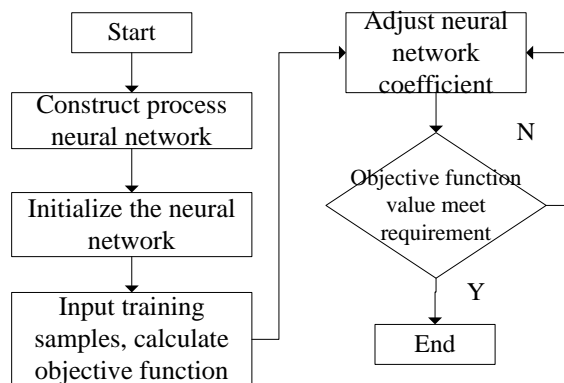 Start
Construct process
neural network
Initialize the neural
network
Input training
samples, calculate
objective function
Adjust neural
network
coefficient
N
Objective function
value meet
requirement
Y
End